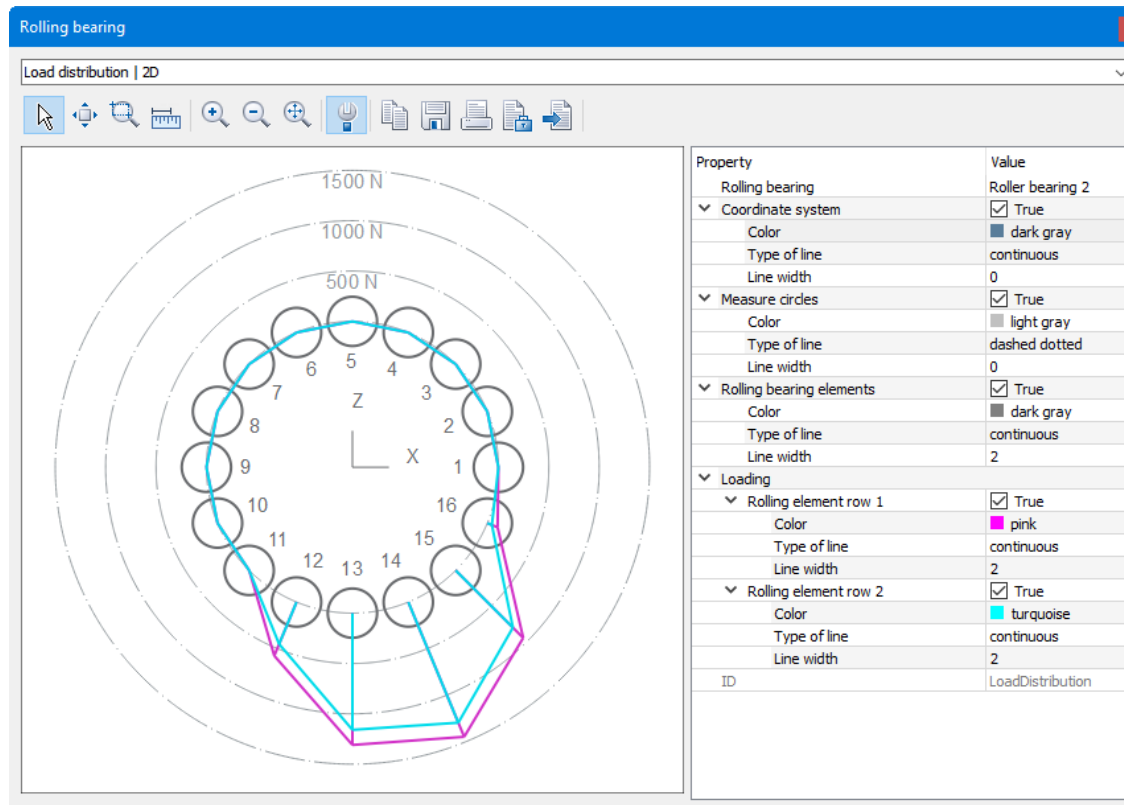 Rolling bearing
Load distribution | 2D
1500 N
1000 N
500 N
5
6
4
7
3
8
2
Z
9
X
1
10
16
11
15
12
13
14
Property Value
Rolling bearing Roller bearing 2
Coordinate system True
Color dark gray
Type of line continuous
Line width 0
Measure circles True
Color light gray
Type of line dashed dotted
Line width 0
Rolling bearing elements True
Color dark gray
Type of line continuous
Line width 2
Loading
Rolling element row 1 True
Color pink
Type of line continuous
Line width 2
Rolling element row 2 True
Color turquoise
Type of line continuous
Line width 2
ID LoadDistribution